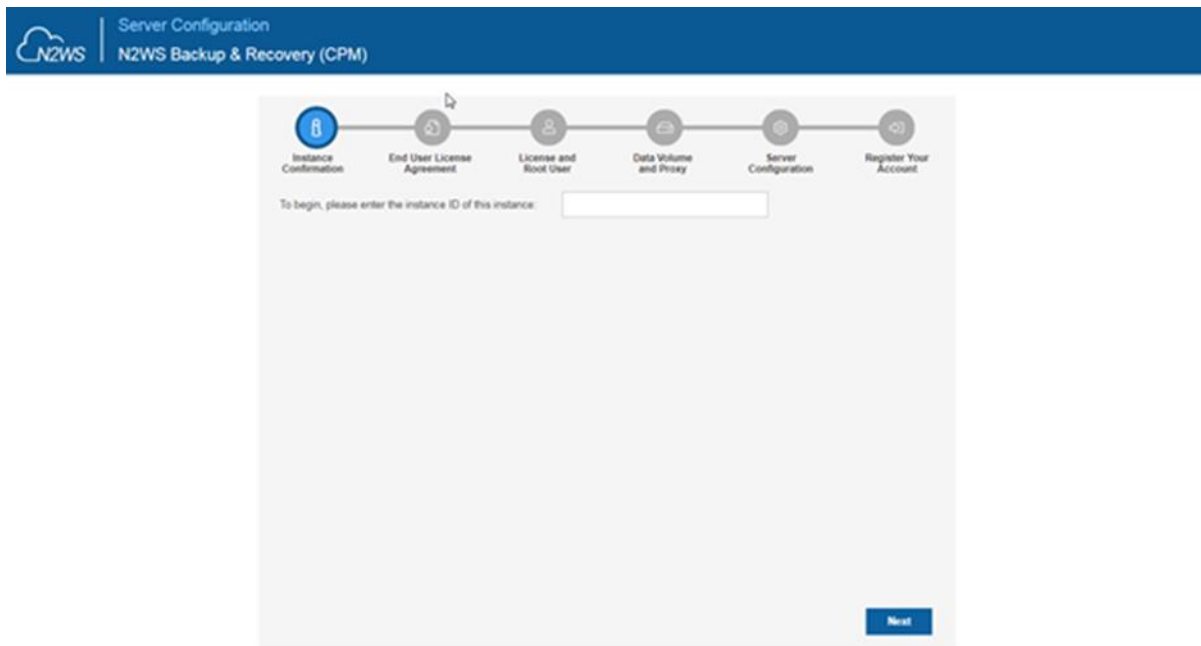 Server Configuration
N2WS
N2WS Backup & Recovery (CPM)
Instance
Confirmation
End User License
Agreement
License and
Root User
Data Volume
and Proxy
Server
Configuration
Register Your
Account
To begin, please enter the instance ID of this instance:
Next